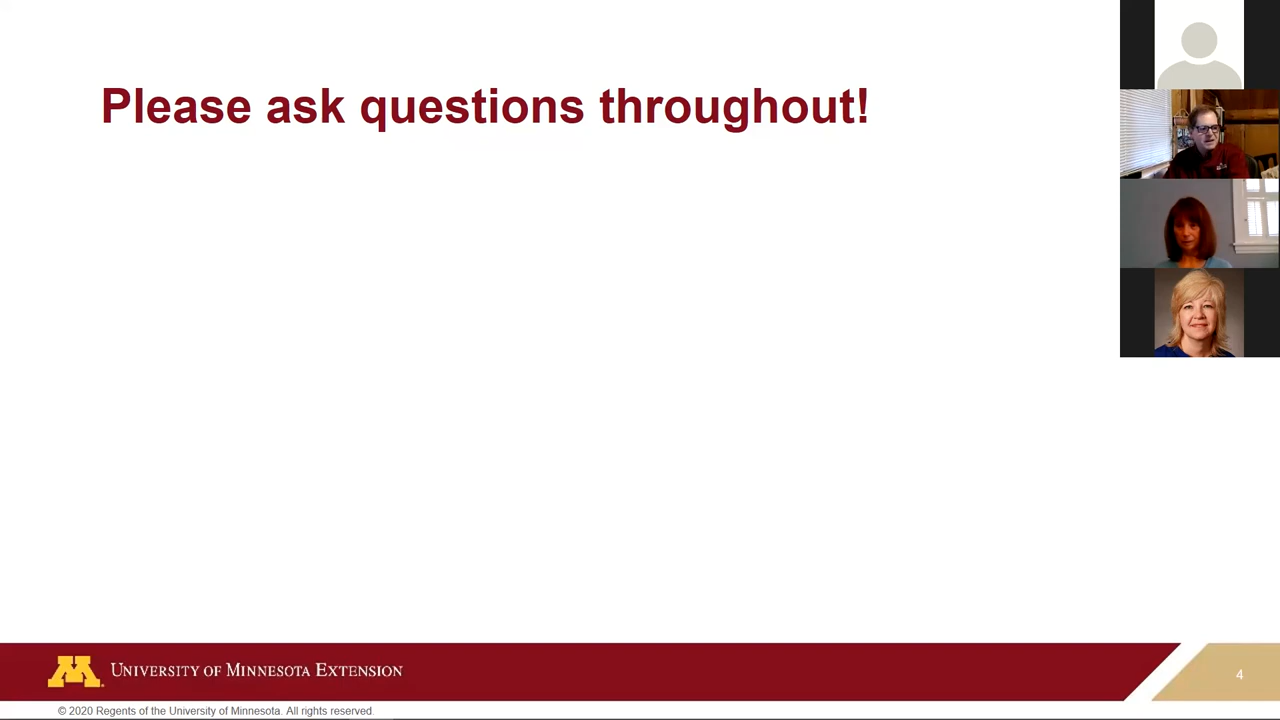 Please ask questions throughout!
UNIVERSITY OF MINNESOTA EXTENSION
4
© 2020 Regents of the University of Minnesota. All rights reserved.